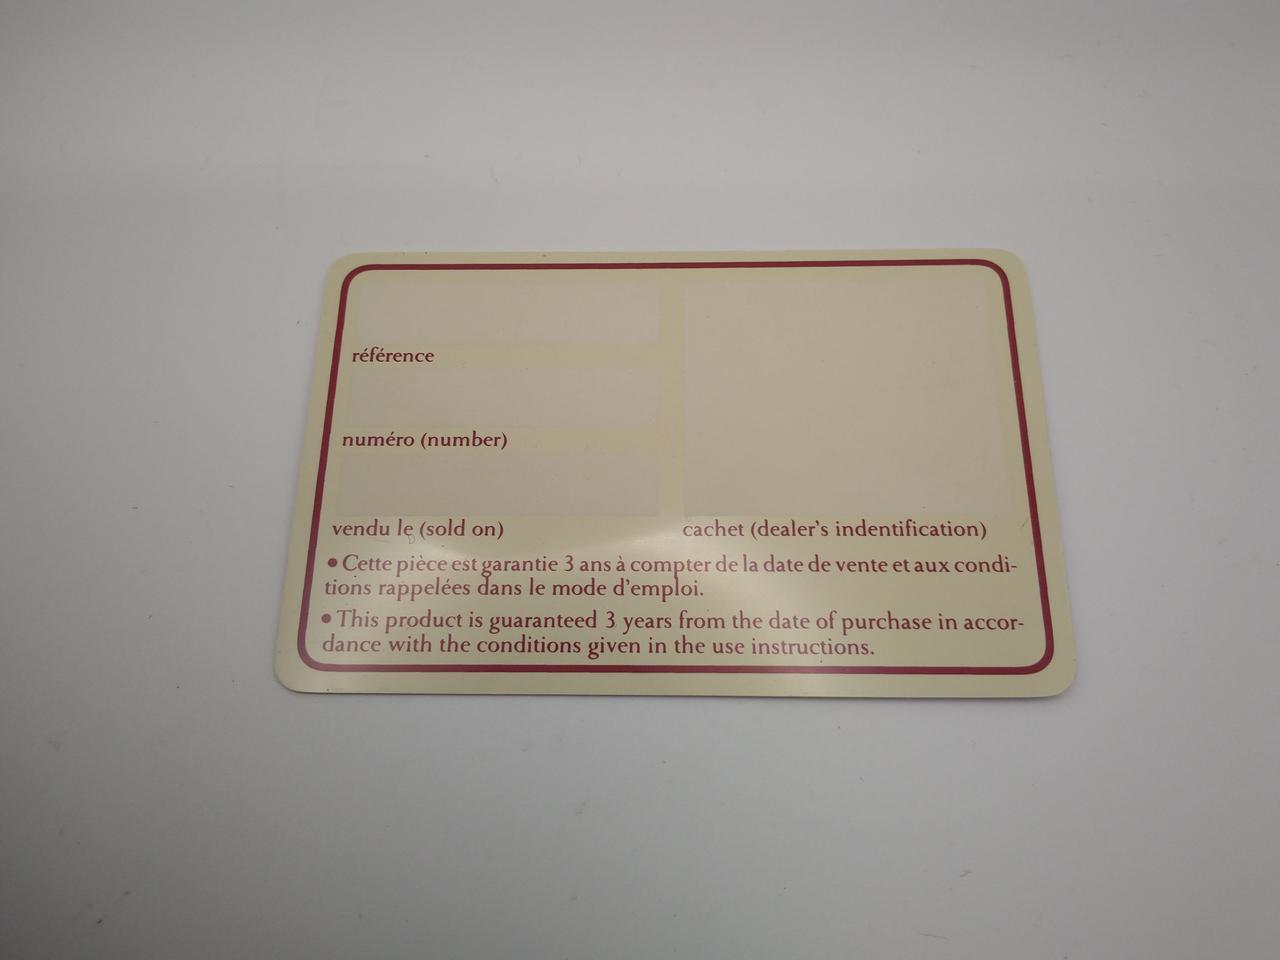 référence
numéro (number)
vendu le (sold on)
cachet (dealer's indentification)
• Cette pièce est garantie 3 ans à compter de la date de vente et aux condi-
tions rappelées dans le mode d'emploi.
• This product is guaranteed 3 years from the date of purchase in accor-
dance with the conditions given in the use instructions.